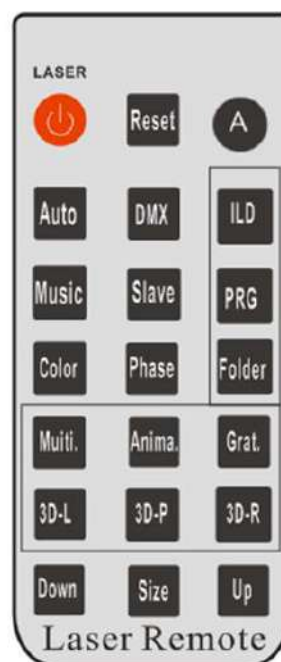 LASER
Reset A
Auto DMX ILD
Music Slave PRG
Color Phase Folder
Muiti. Anima. Grat.
3D-L 3D-P 3D-R
Down Size Up
Laser Remote